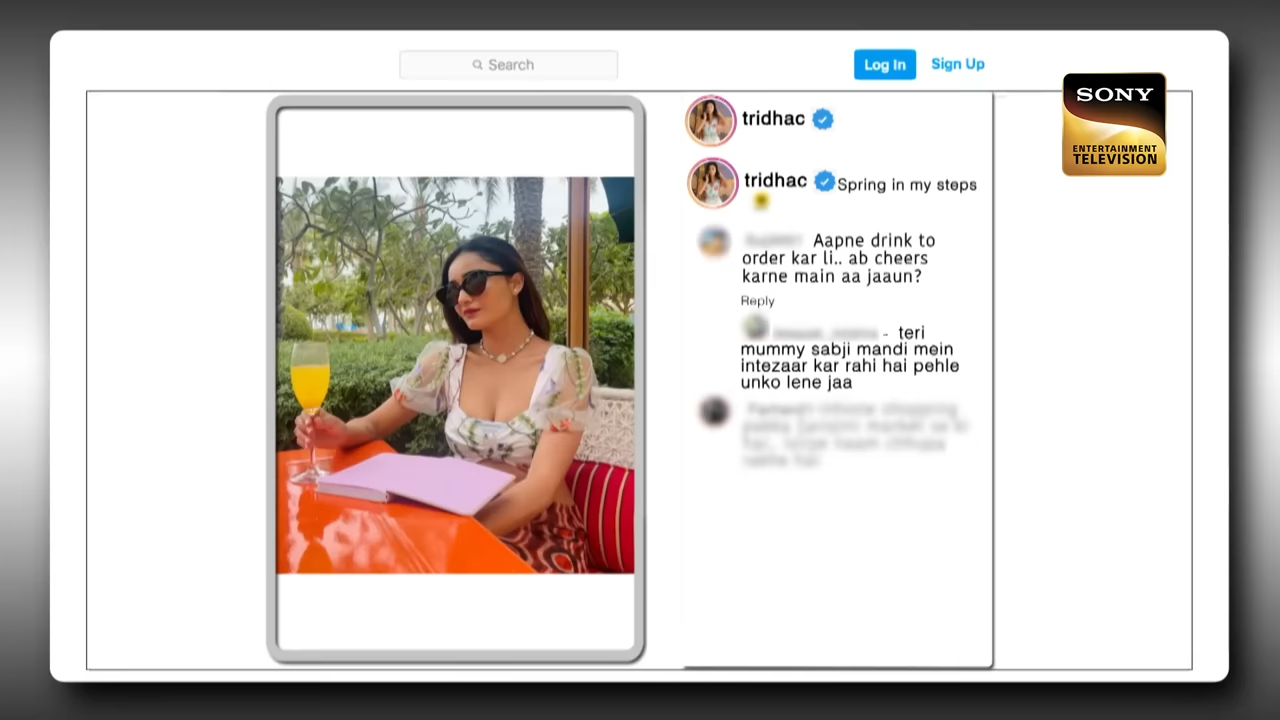 Search
Log In
Sign Up
SONY
ENTERTAINMENT
TELEVISION
tridhac
tridhac Spring in my steps
Aapne drink to
order kar li.. ab cheers
karne main aa jaaun?
Reply
- teri
mummy sabji mandi mein
intezaar kar rahi hai pehle
unko lene jaa